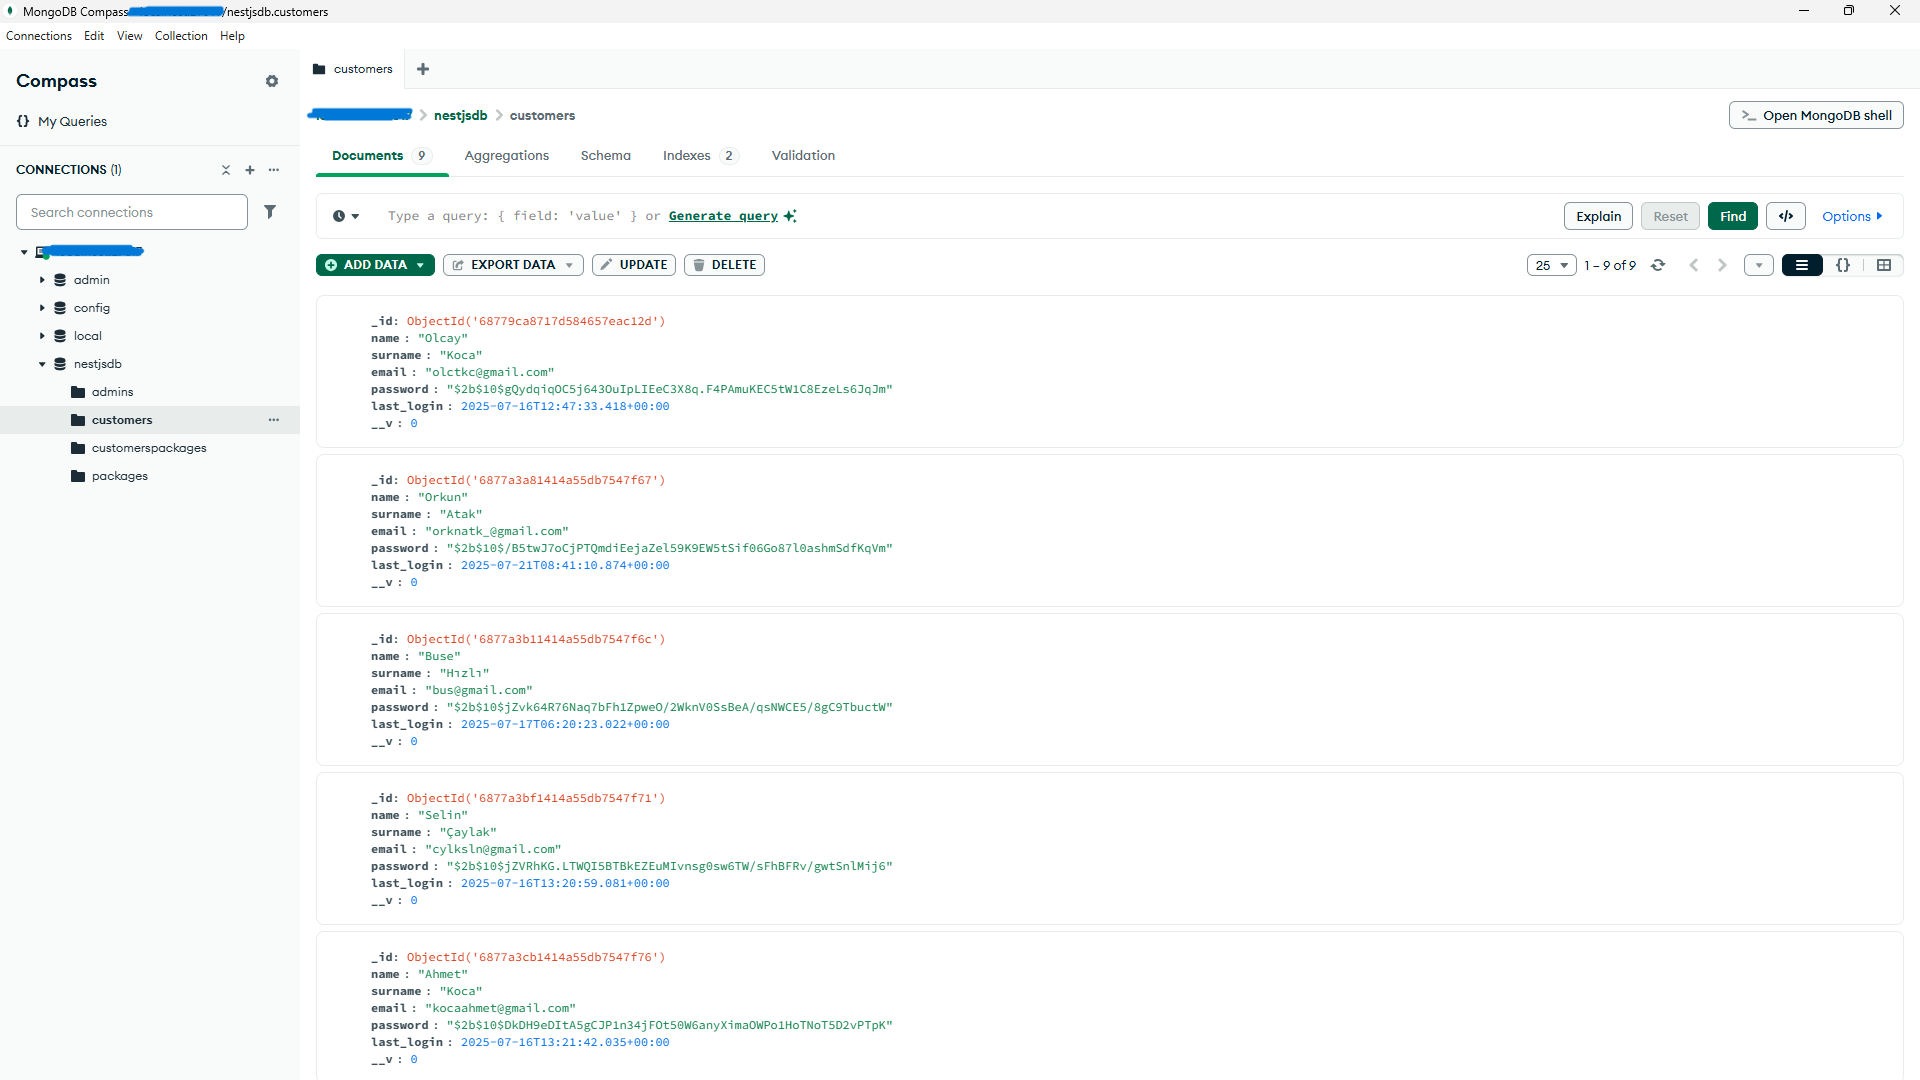 MongoDB Compass /nestjsdb.customers
Connections Edit View Collection Help
Compass
{} My Queries
CONNECTIONS (1)
Search connections
admin
config
local
nestjsdb
admins
customers
customerspackages
packages
customers
nestjsdb > customers
>_ Open MongoDB shell
Documents 9 Aggregations Schema Indexes 2 Validation
Type a query: { field: 'value' } or Generate query
Explain Reset Find </> Options
ADD DATA EXPORT DATA UPDATE DELETE
25 1 – 9 of 9 {}
_id: ObjectId('68779ca8717d584657eac12d')
name : "Olcay"
surname : "Koca"
email : "olctkc@gmail.com"
password : "$2b$10$gQydqiqOC5j643OuIpLIEeC3X8q.F4PAmuKEC5tW1C8EzeLs6JqJm"
last_login : 2025-07-16T12:47:33.418+00:00
__v : 0
_id: ObjectId('6877a3a81414a55db7547f67')
name : "Orkun"
surname : "Atak"
email : "orknatk_@gmail.com"
password : "$2b$10$/B5twJ7oCjPTQmdiEejaZel59K9EW5tSif06Go87l0ashmSdfKqVm"
last_login : 2025-07-21T08:41:10.874+00:00
__v : 0
_id: ObjectId('6877a3b11414a55db7547f6c')
name : "Buse"
surname : "Hızlı"
email : "bus@gmail.com"
password : "$2b$10$jZvk64R76Naq7bFh1ZpweO/2WknV0SsBeA/qsNWCE5/8gC9TbuctW"
last_login : 2025-07-17T06:20:23.022+00:00
__v : 0
_id: ObjectId('6877a3bf1414a55db7547f71')
name : "Selin"
surname : "Çaylak"
email : "cylksln@gmail.com"
password : "$2b$10$jZVRhKG.LTWQI5BTBkEZEuMIvnsg0sw6TW/sFhBFRv/gwtSnlMij6"
last_login : 2025-07-16T13:20:59.081+00:00
__v : 0
_id: ObjectId('6877a3cb1414a55db7547f76')
name : "Ahmet"
surname : "Koca"
email : "kocaahmet@gmail.com"
password : "$2b$10$DkDH9eDItA5gCJP1n34jFOt50W6anyXimaOWPo1HoTNoT5D2vPTpK"
last_login : 2025-07-16T13:21:42.035+00:00
__v : 0